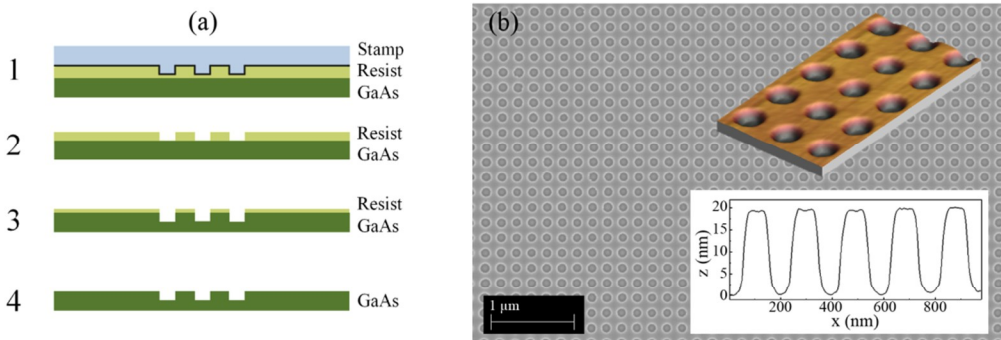 (a)
1
Stamp
Resist
GaAs
2
Resist
GaAs
3
Resist
GaAs
4
GaAs
(b)
1 μm
20
15
10
5
0
z (nm)
200
400
600
800
x (nm)